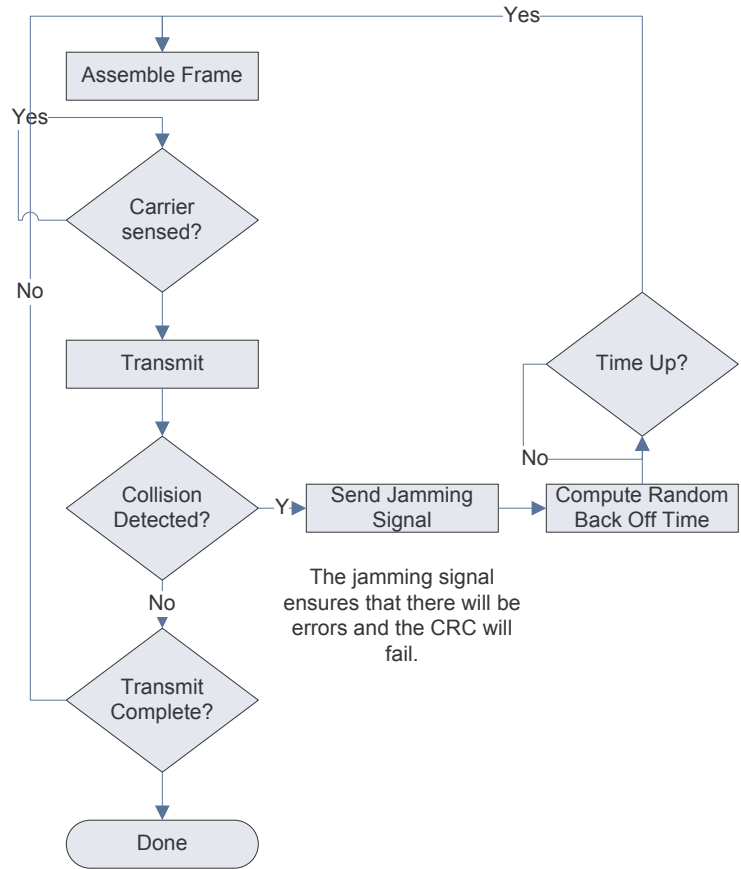 Yes
Assemble Frame
Yes
Carrier
sensed?
No
Transmit
Time Up?
No
Collision
Detected?
Y
Send Jamming
Signal
Compute Random
Back Off Time
The jamming signal
ensures that there will be
errors and the CRC will
fail.
No
Transmit
Complete?
Done